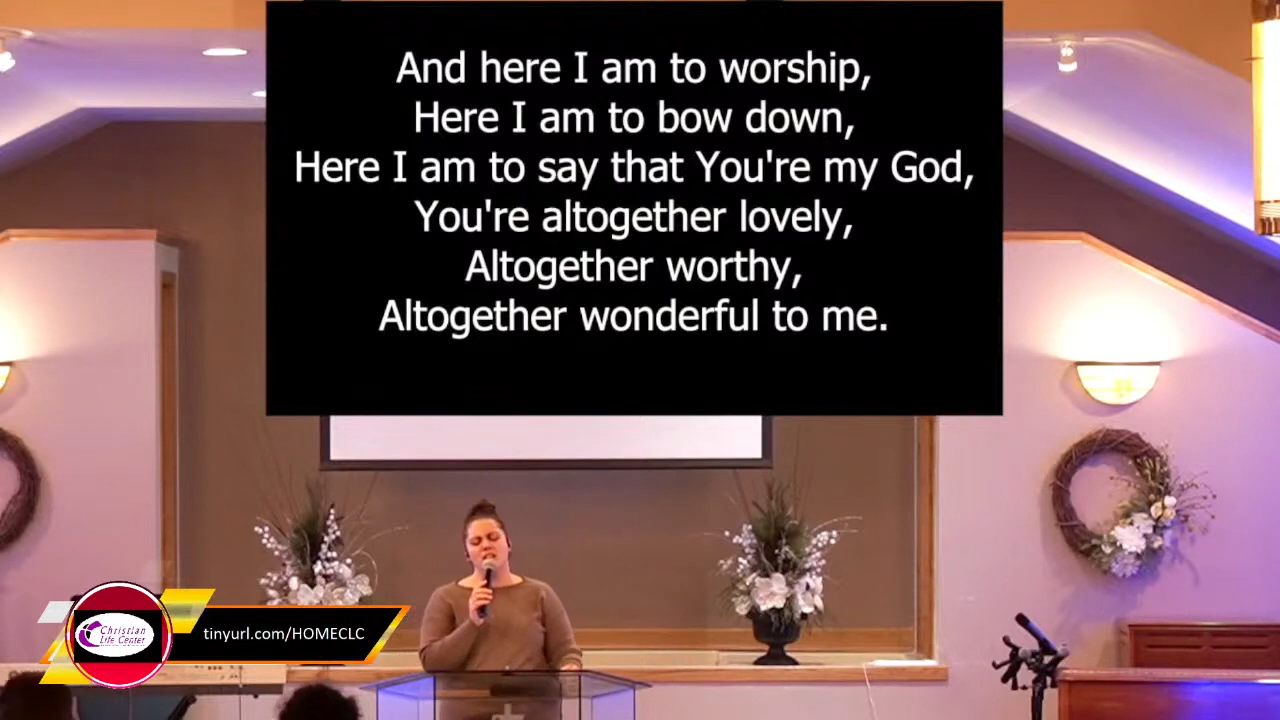 And here I am to worship,
Here I am to bow down,
Here I am to say that You're my God,
You're altogether lovely,
Altogether worthy,
Altogether wonderful to me.
Christian
Life Center
tinyurl.com/HOMECLC